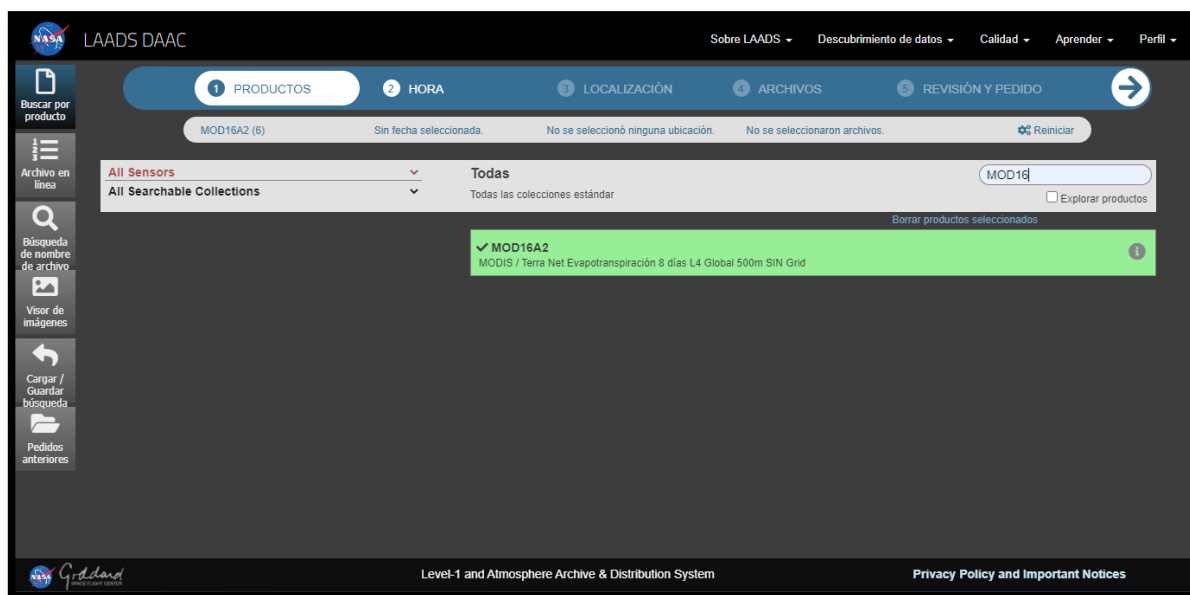 NASA
LAADS DAAC
Sobre LAADS
Descubrimiento de datos
Calidad
Aprender
Perfil
Buscar por
producto
Archivo en
línea
Búsqueda
de nombre
de archivo
Visor de
imágenes
Cargar /
Guardar
búsqueda
Pedidos
anteriores
1 PRODUCTOS
2 HORA
3 LOCALIZACIÓN
4 ARCHIVOS
5 REVISIÓN Y PEDIDO
MOD16A2 (6)
Sin fecha seleccionada.
No se seleccionó ninguna ubicación.
No se seleccionaron archivos.
Reiniciar
All Sensors
All Searchable Collections
Todas
Todas las colecciones estándar
MOD16
Explorar productos
Borrar productos seleccionados
MOD16A2
MODIS / Terra Net Evapotranspiración 8 días L4 Global 500m SIN Grid
NASA
Goddard
SPACE FLIGHT CENTER
Level-1 and Atmosphere Archive & Distribution System
Privacy Policy and Important Notices